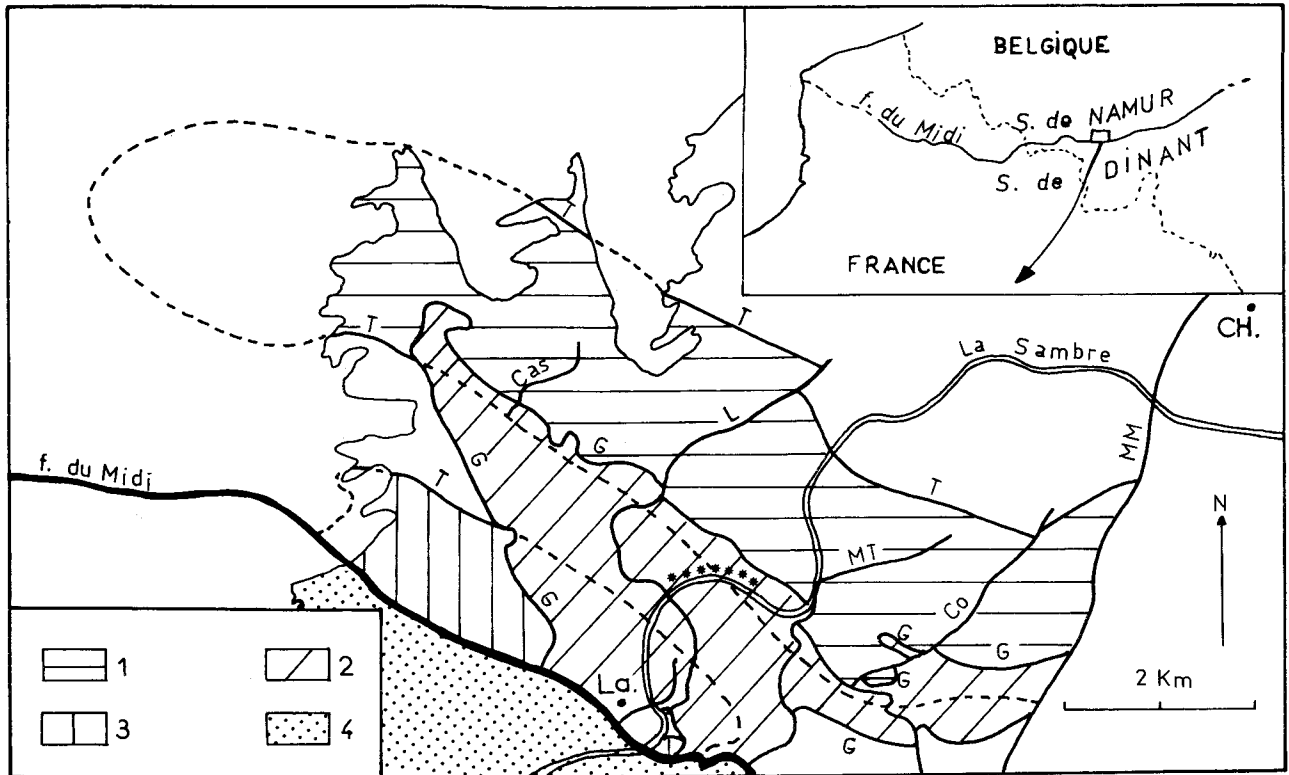 BELGIQUE
f. du Midi
S. de NAMUR
S. de DINANT
FRANCE
CH.
La Sambre
T
T
T
Cas
L
G
G
MM
f. du Midi
T
T
N
MT
G
Co
G
G
G
La.
G
2 Km
1
2
3
4